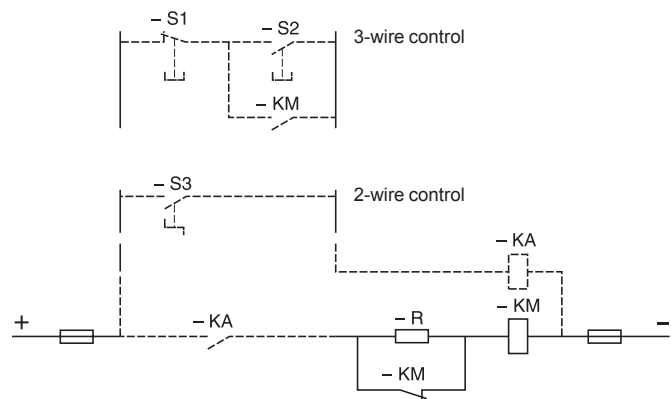 – S1
– S2
3-wire control
– KM
– S3
2-wire control
– KA
– KM
+
– KA
– R
–
– KM